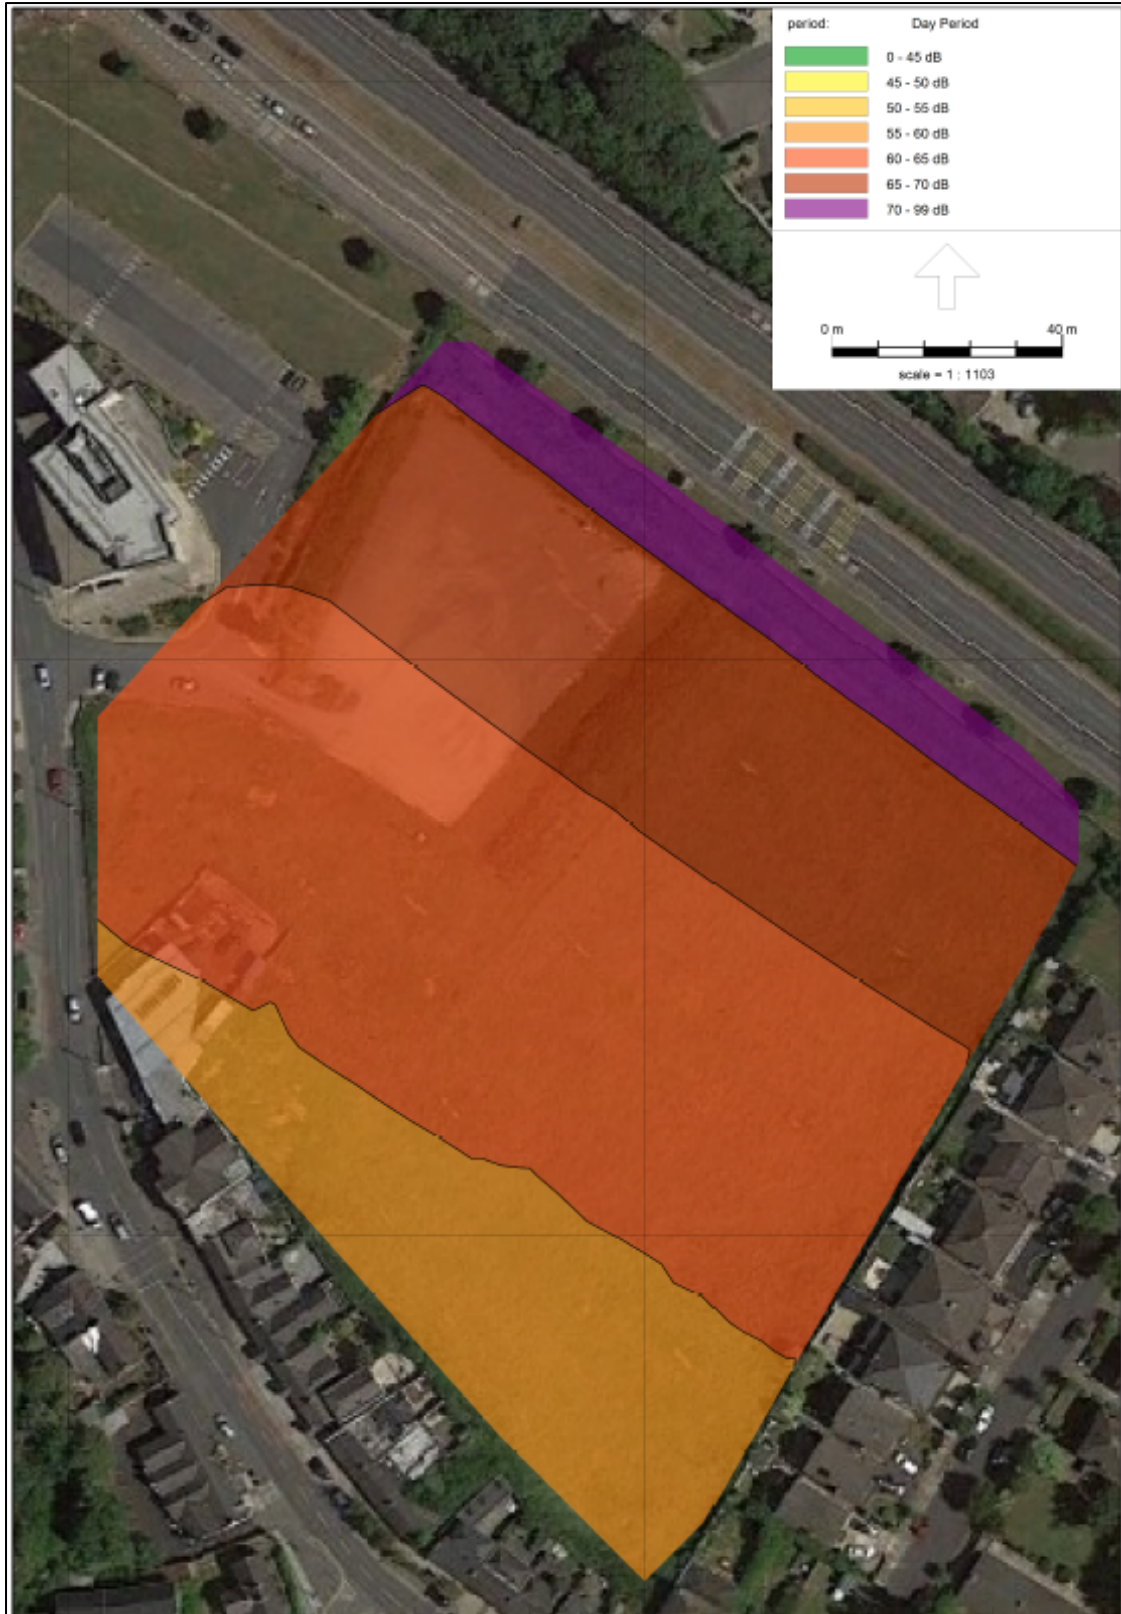 period: Day Period
0 - 45 dB
45 - 50 dB
50 - 55 dB
55 - 60 dB
60 - 65 dB
65 - 70 dB
70 - 99 dB
0 m 40 m
scale = 1 : 1103